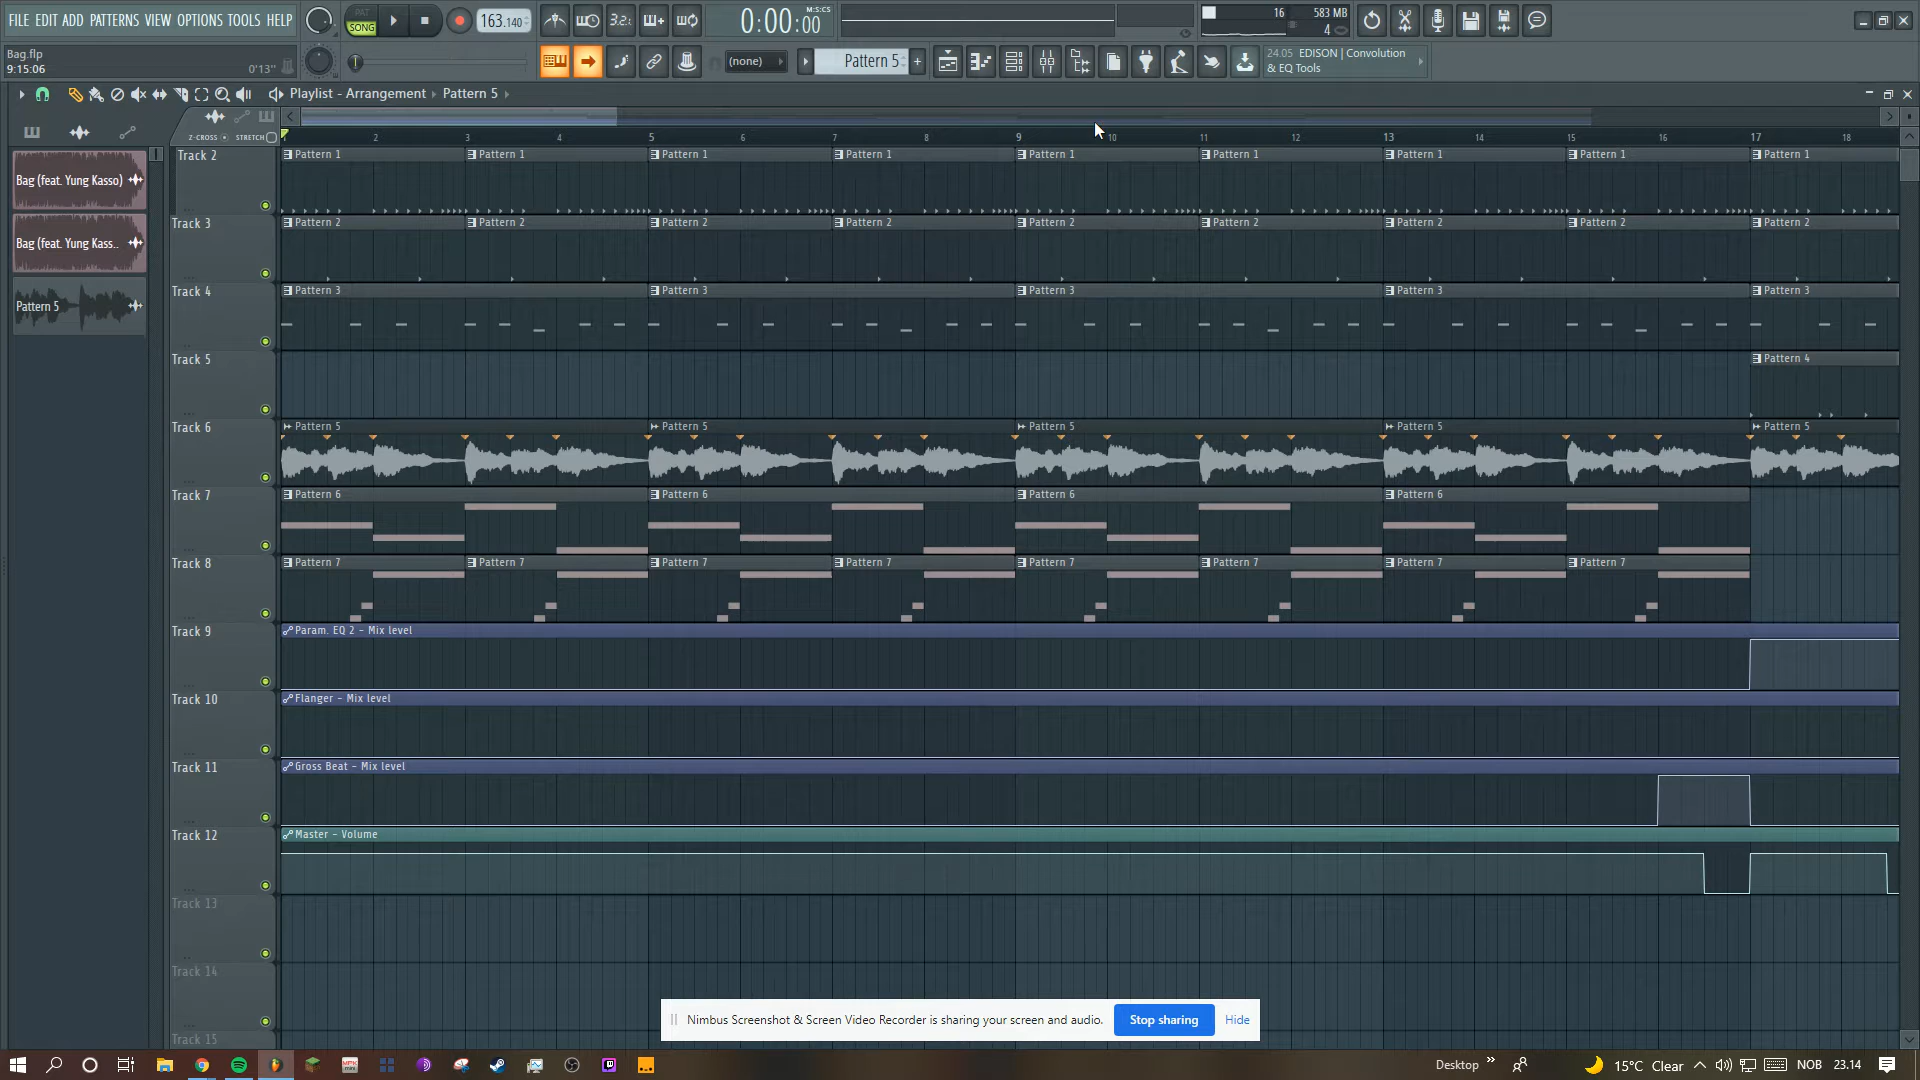 FILE EDIT ADD PATTERNS VIEW OPTIONS TOOLS HELP
PAT
SONG
163.140
3.2.
0:00:00
M:S:CS
16
583 MB
4
Bag.flp
9:15:06
0'13"
(none)
Pattern 5
24.05 EDISON | Convolution
& EQ Tools
Playlist - Arrangement
Pattern 5
Z-CROSS
STRETCH
2 3 4 5 6 7 8 9 10 11 12 13 14 15 16 17 18
Bag (feat. Yung Kasso)
Bag (feat. Yung Kass..
Pattern 5
Track 2
Pattern 1 Pattern 1 Pattern 1 Pattern 1 Pattern 1 Pattern 1 Pattern 1 Pattern 1 Pattern 1
Track 3
Pattern 2 Pattern 2 Pattern 2 Pattern 2 Pattern 2 Pattern 2 Pattern 2 Pattern 2 Pattern 2
Track 4
Pattern 3 Pattern 3 Pattern 3 Pattern 3 Pattern 3
Track 5
Pattern 4
Track 6
Pattern 5 Pattern 5 Pattern 5 Pattern 5 Pattern 5
Track 7
Pattern 6 Pattern 6 Pattern 6 Pattern 6
Track 8
Pattern 7 Pattern 7 Pattern 7 Pattern 7 Pattern 7 Pattern 7 Pattern 7 Pattern 7
Track 9
Param. EQ 2 - Mix level
Track 10
Flanger - Mix level
Track 11
Gross Beat - Mix level
Track 12
Master - Volume
Track 13
Track 14
Track 15
Nimbus Screenshot & Screen Video Recorder is sharing your screen and audio.
Stop sharing
Hide
Desktop
15°C Clear
NOB
23.14